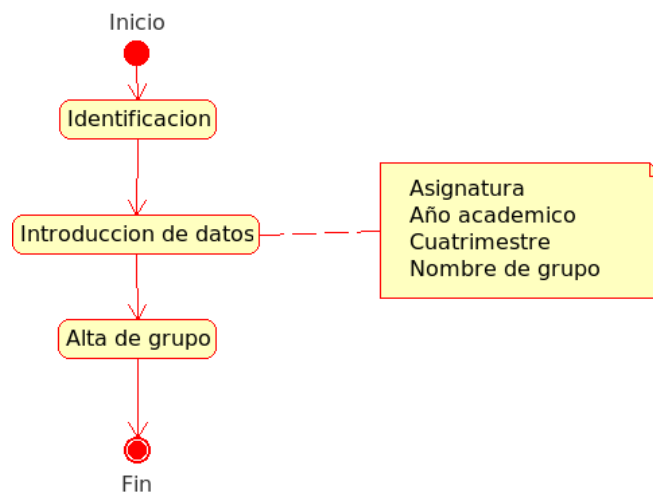 Inicio
Identificacion
Introduccion de datos
Asignatura
Año academico
Cuatrimestre
Nombre de grupo
Alta de grupo
Fin